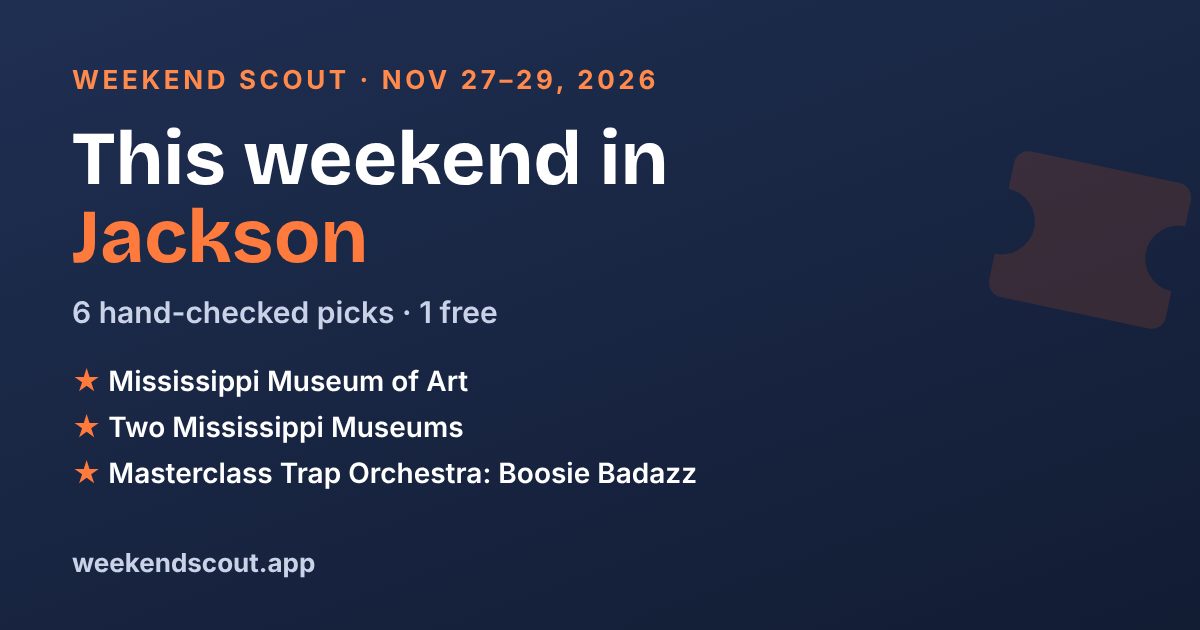 WEEKEND SCOUT · NOV 27–29, 2026
This weekend in
Jackson
6 hand-checked picks · 1 free
★ Mississippi Museum of Art
★ Two Mississippi Museums
★ Masterclass Trap Orchestra: Boosie Badazz
weekendscout.app